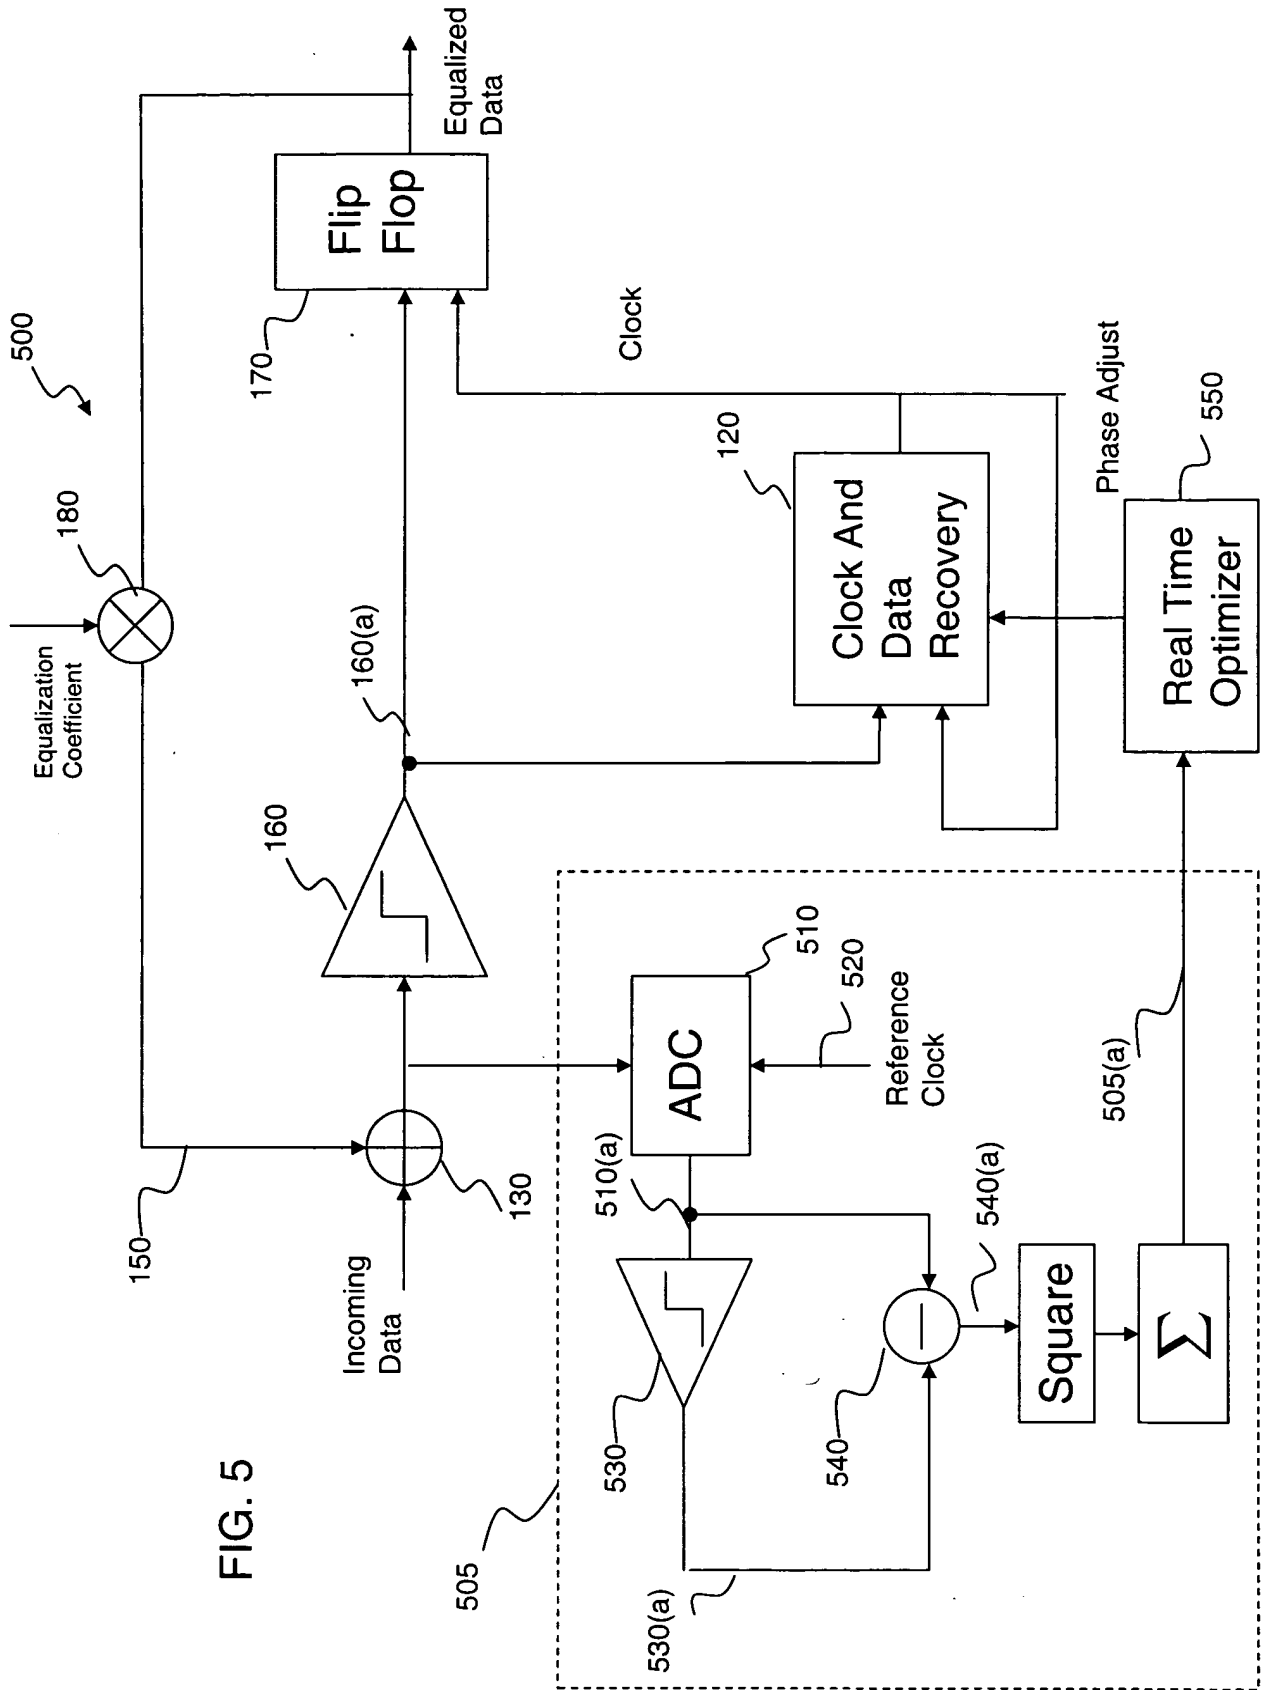 FIG. 5
500
Equalization
Coefficient
180
150
Incoming
Data
130
160
160(a)
170
Flip
Flop
Equalized
Data
Clock
120
Clock And
Data
Recovery
Phase Adjust
550
Real Time
Optimizer
505
510
ADC
520
Reference
Clock
510(a)
530
530(a)
540
540(a)
Square
Σ
505(a)